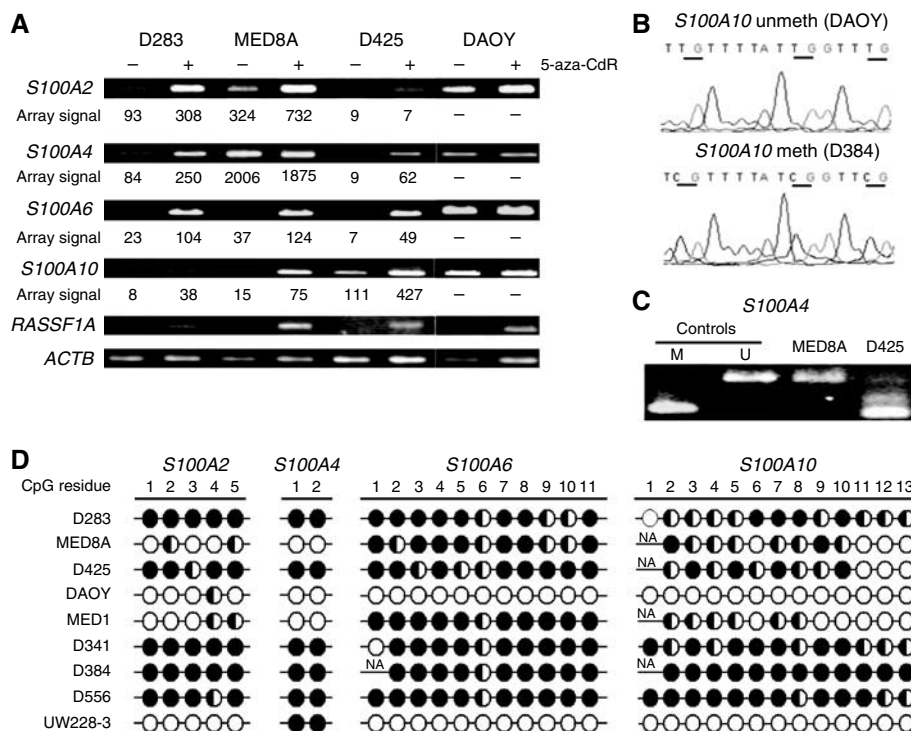 A
D283 MED8A D425 DAOY
– + – + – + – + 5-aza-CdR
S100A2
Array signal 93 308 324 732 9 7 – –
S100A4
Array signal 84 250 2006 1875 9 62 – –
S100A6
Array signal 23 104 37 124 7 49 – –
S100A10
Array signal 8 38 15 75 111 427 – –
RASSF1A
ACTB
B
S100A10 unmeth (DAOY)
T T G T T T T A T T G G T T T G
S100A10 meth (D384)
T C G T T T T A T C G G T T C G
C
S100A4
Controls
M U MED8A D425
D
S100A2 S100A4 S100A6 S100A10
CpG residue 1 2 3 4 5 1 2 1 2 3 4 5 6 7 8 9 10 11 1 2 3 4 5 6 7 8 9 10 11 12 13
D283
MED8A NA
D425 NA
DAOY
MED1 NA
D341
D384 NA NA
D556
UW228-3